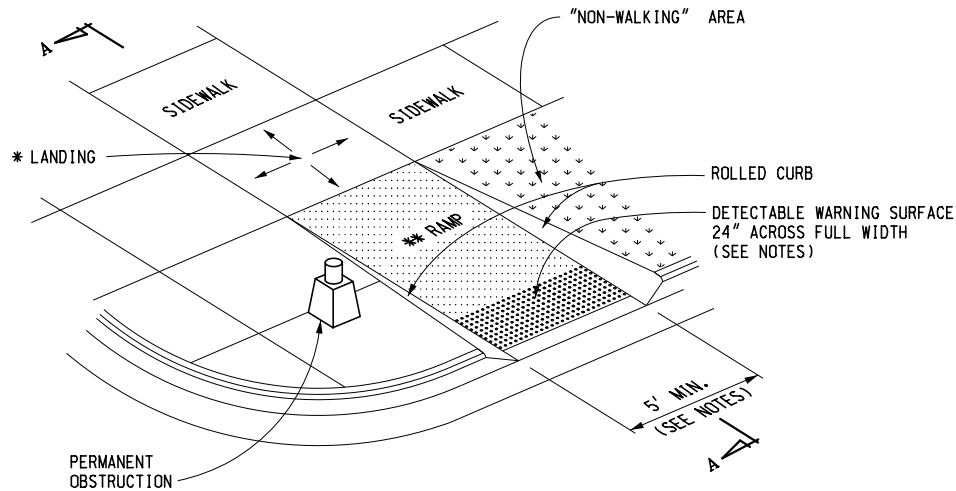 "NON-WALKING" AREA
A
SIDEWALK
SIDEWALK
* LANDING
ROLLED CURB
** RAMP
DETECTABLE WARNING SURFACE
24" ACROSS FULL WIDTH
(SEE NOTES)
5' MIN.
(SEE NOTES)
A
PERMANENT
OBSTRUCTION